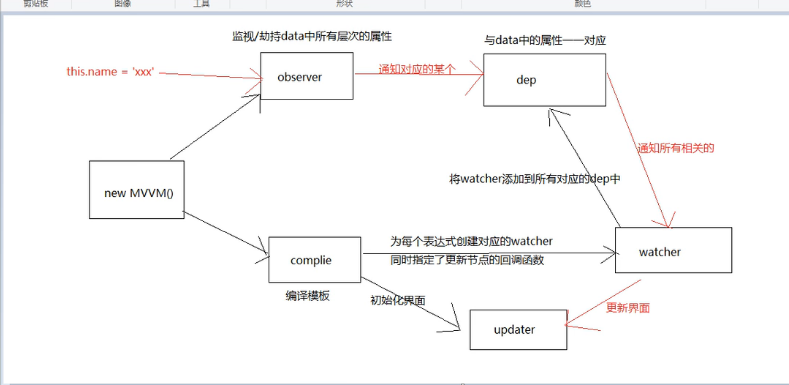 剪贴板
图像
工具
形状
颜色
监视/劫持data中所有层次的属性
与data中的属性一一对应
this.name = 'xxx'
observer
通知对应的某个
dep
通知所有相关的
将watcher添加到所有对应的dep中
new MVVM()
为每个表达式创建对应的watcher
同时指定了更新节点的回调函数
complie
watcher
编译模板
初始化界面
更新界面
updater